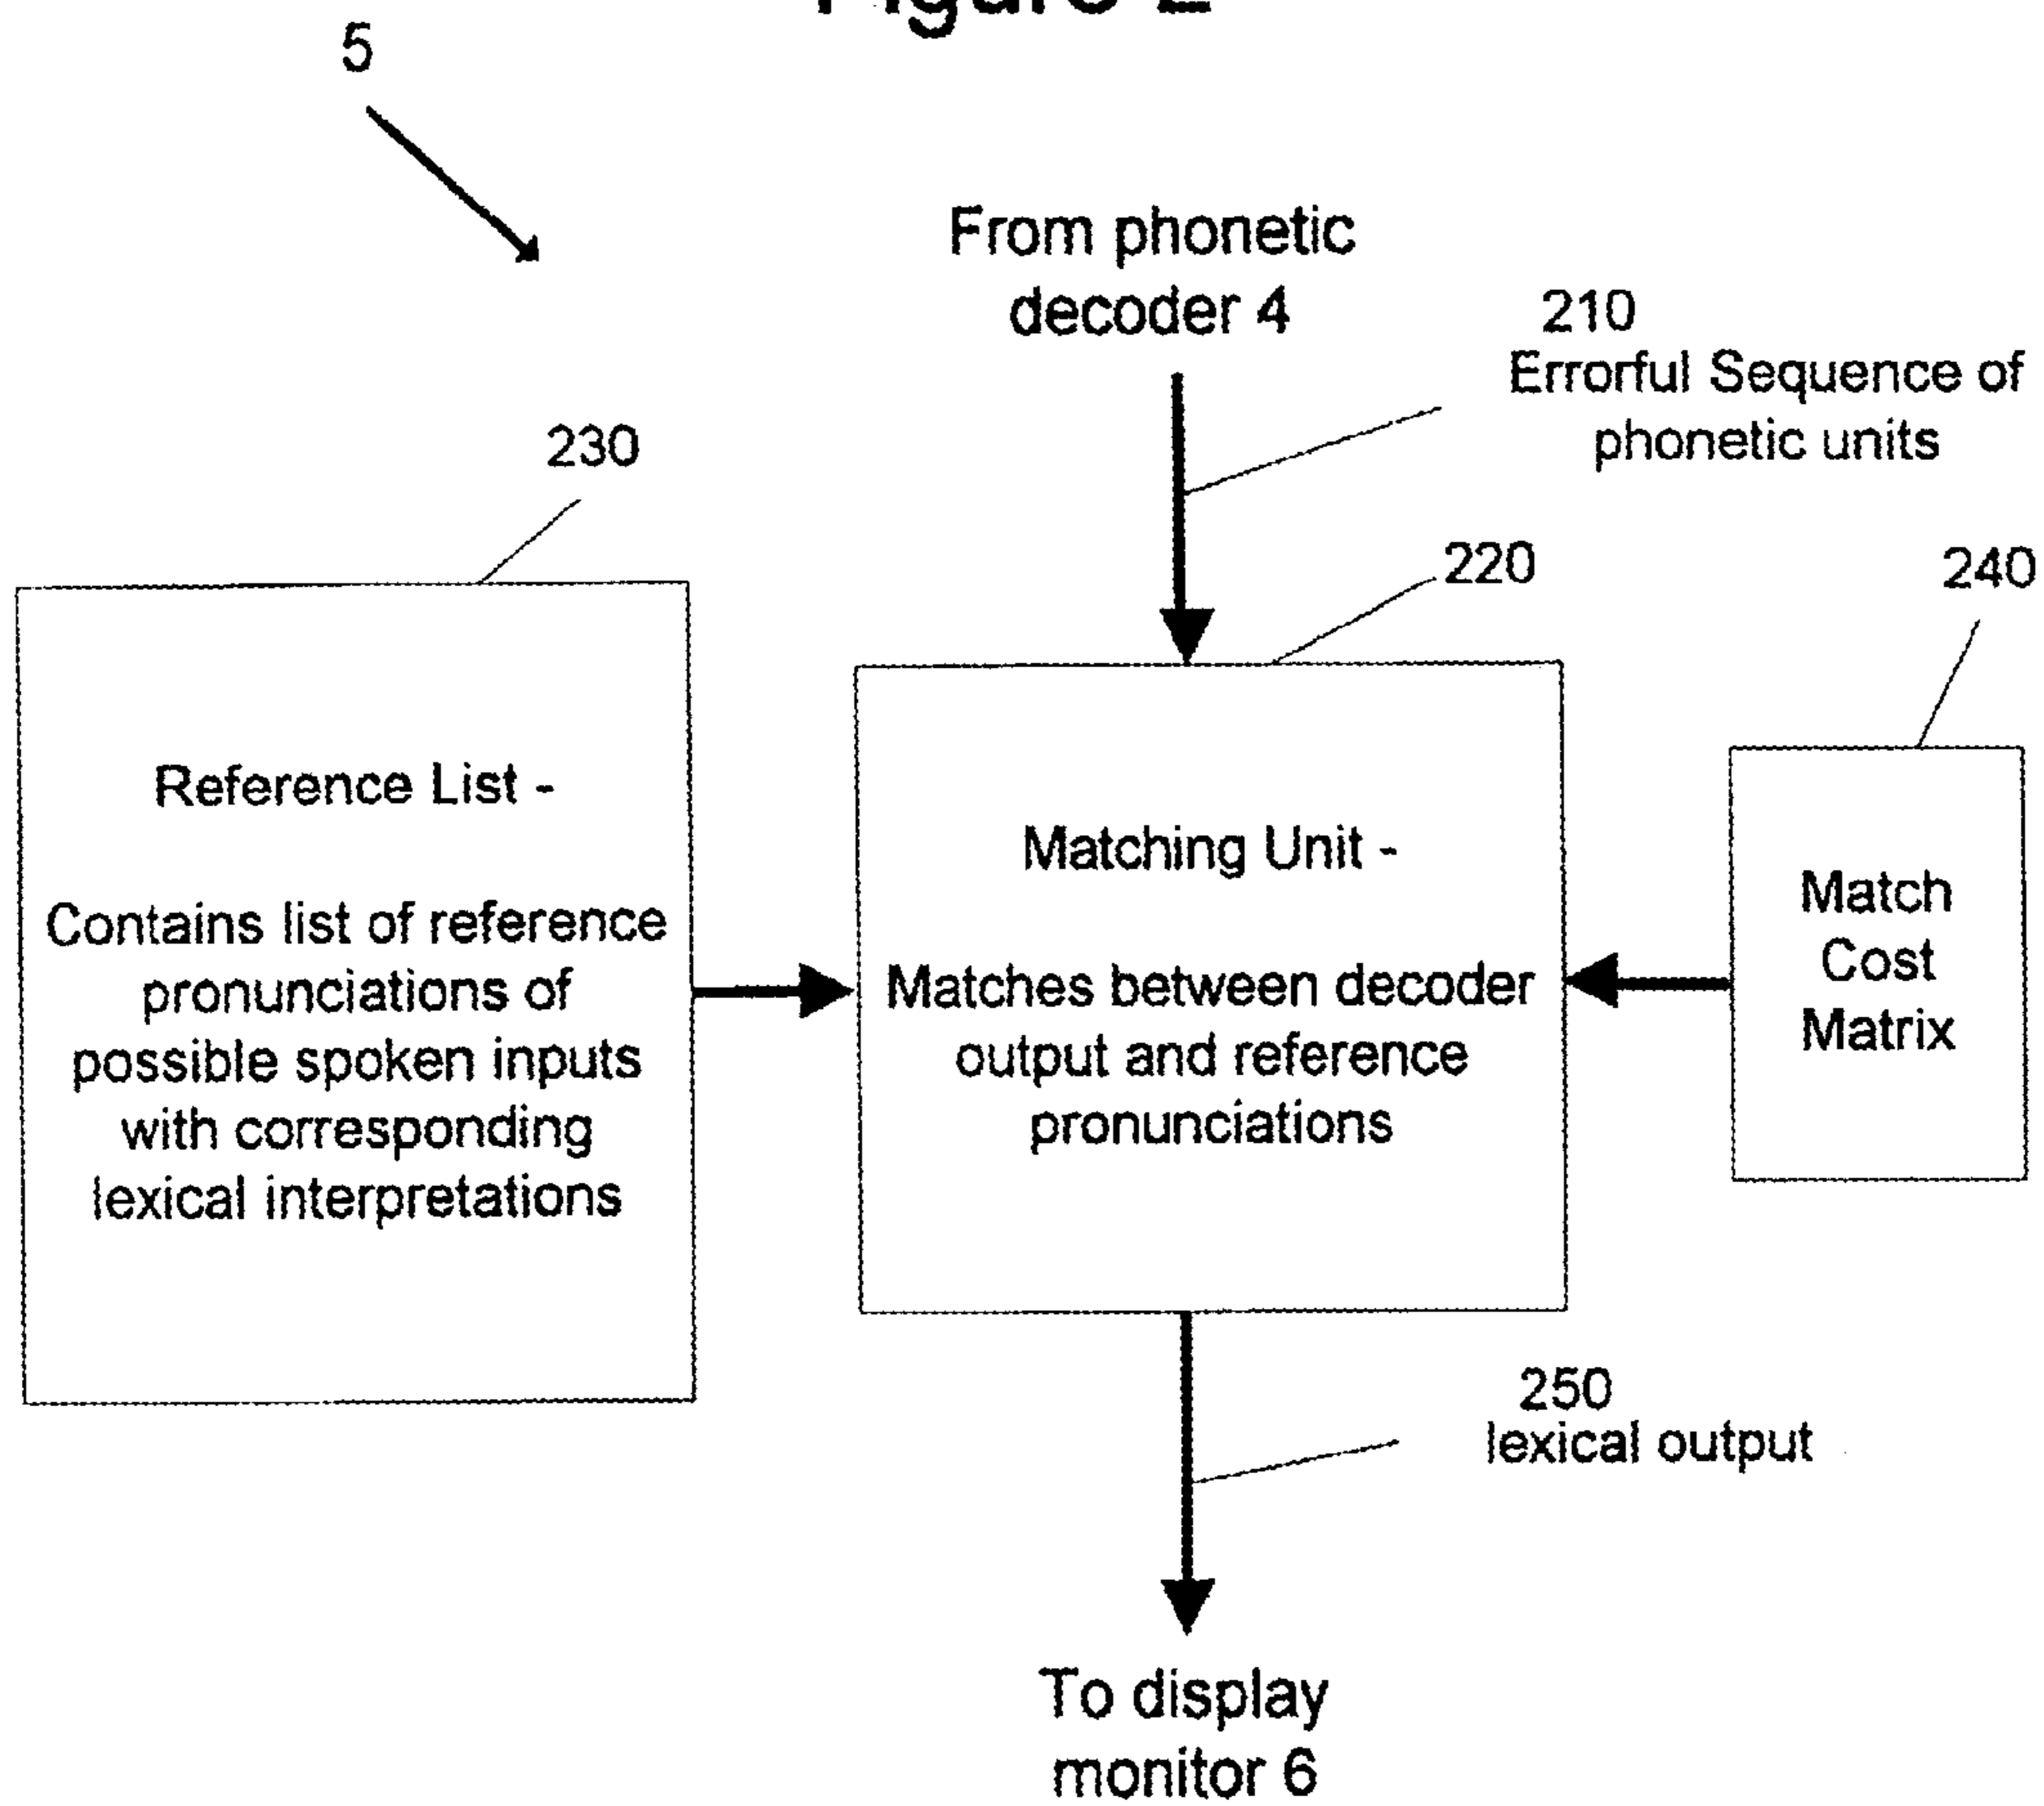 Figure 2
5
From phonetic
decoder 4
210
Errorful Sequence of
phonetic units
230
220
240
Reference List -
Contains list of reference
pronunciations of
possible spoken inputs
with corresponding
lexical interpretations
Matching Unit -
Matches between decoder
output and reference
pronunciations
Match
Cost
Matrix
250
lexical output
To display
monitor 6